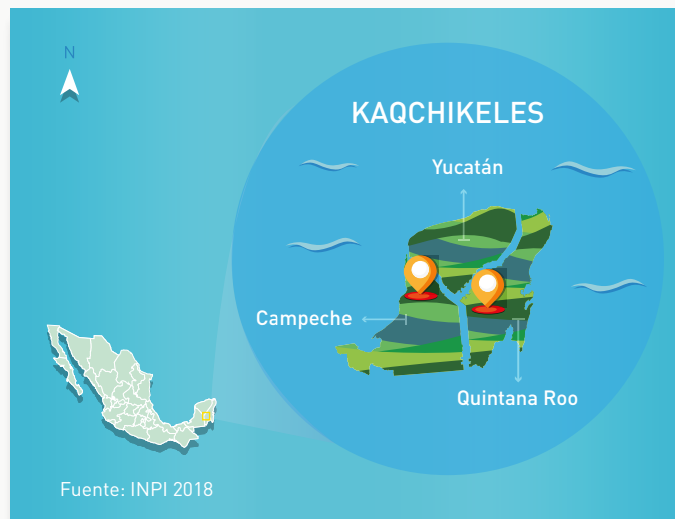 N
KAQCHIKELES
Yucatán
Campeche
Quintana Roo
Fuente: INPI 2018